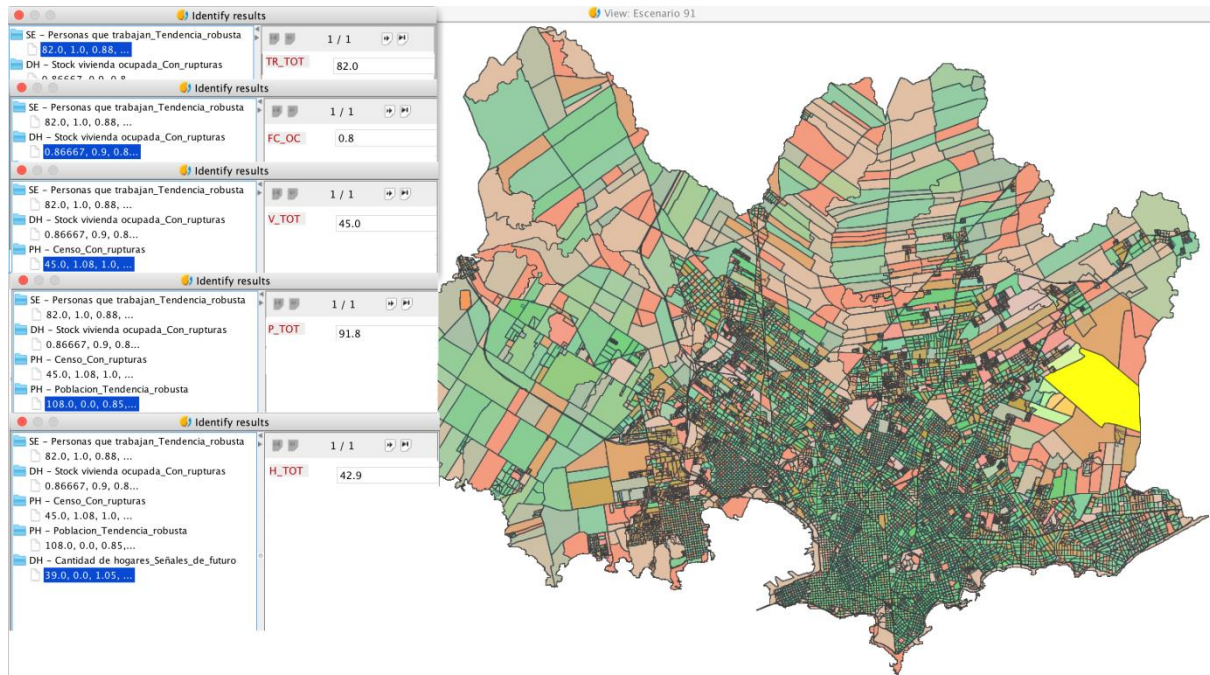 Identify results
View: Escenario 91
SE – Personas que trabajan_Tendencia_robusta
1 / 1
82.0, 1.0, 0.88, ...
TR_TOT
82.0
DH – Stock vivienda ocupada_Con_rupturas
Identify results
SE – Personas que trabajan_Tendencia_robusta
1 / 1
82.0, 1.0, 0.88, ...
DH – Stock vivienda ocupada_Con_rupturas
FC_OC
0.8
0.86667, 0.9, 0.8...
Identify results
SE – Personas que trabajan_Tendencia_robusta
1 / 1
82.0, 1.0, 0.88, ...
DH – Stock vivienda ocupada_Con_rupturas
V_TOT
45.0
0.86667, 0.9, 0.8...
PH – Censo_Con_rupturas
45.0, 1.08, 1.0, ...
Identify results
SE – Personas que trabajan_Tendencia_robusta
1 / 1
82.0, 1.0, 0.88, ...
DH – Stock vivienda ocupada_Con_rupturas
P_TOT
91.8
0.86667, 0.9, 0.8...
PH – Censo_Con_rupturas
45.0, 1.08, 1.0, ...
PH – Poblacion_Tendencia_robusta
108.0, 0.0, 0.85,...
Identify results
SE – Personas que trabajan_Tendencia_robusta
1 / 1
82.0, 1.0, 0.88, ...
DH – Stock vivienda ocupada_Con_rupturas
H_TOT
42.9
0.86667, 0.9, 0.8...
PH – Censo_Con_rupturas
45.0, 1.08, 1.0, ...
PH – Poblacion_Tendencia_robusta
108.0, 0.0, 0.85,...
DH – Cantidad de hogares_Señales_de_futuro
39.0, 0.0, 1.05, ...